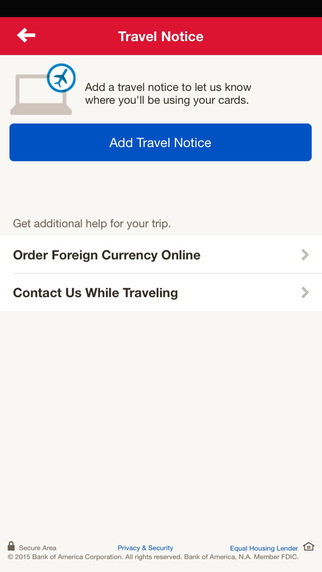 Travel Notice
Add a travel notice to let us know
where you'll be using your cards.
Add Travel Notice
Get additional help for your trip.
Order Foreign Currency Online
Contact Us While Traveling
Secure Area
Privacy & Security
Equal Housing Lender
© 2015 Bank of America Corporation. All rights reserved. Bank of America, N.A. Member FDIC.